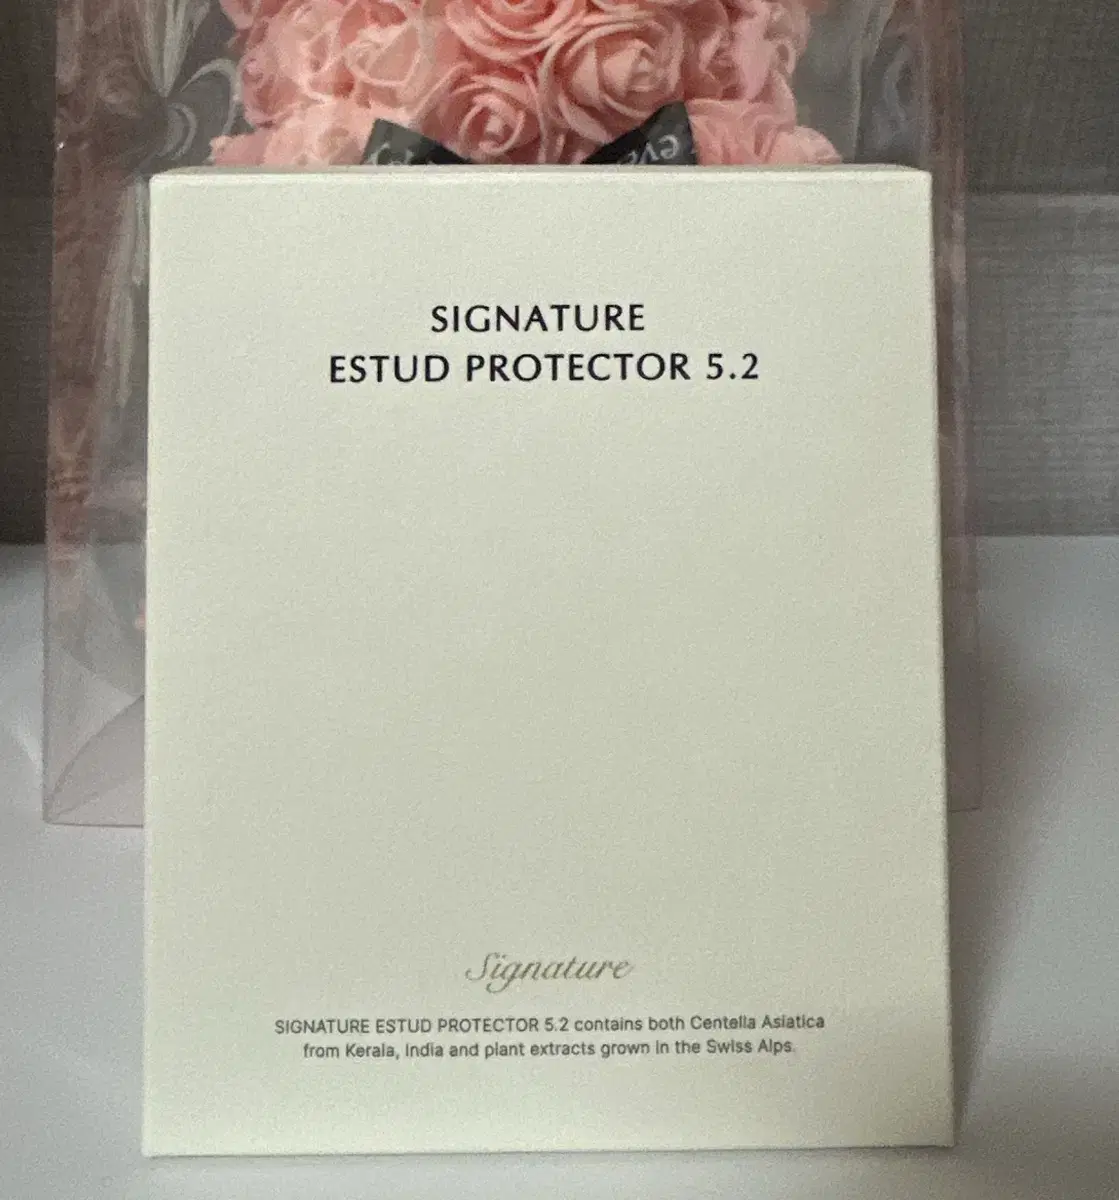 SIGNATURE
ESTUD PROTECTOR 5.2
Signature
SIGNATURE ESTUD PROTECTOR 5.2 contains both Centella Asiatica
from Kerala, India and plant extracts grown in the Swiss Alps.